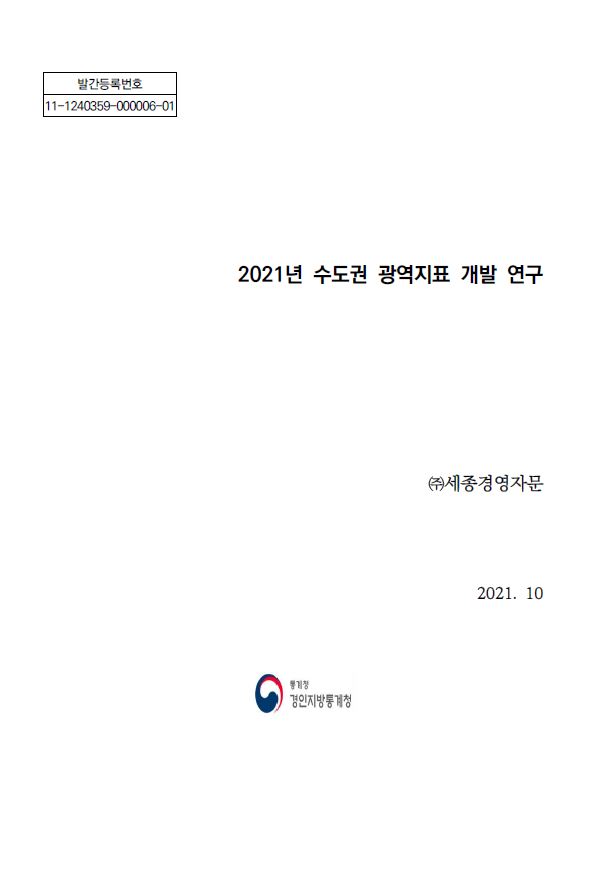 발간등록번호
11-1240359-000006-01
2021년 수도권 광역지표 개발 연구
㈜세종경영자문
2021. 10
통계청
경인지방통계청